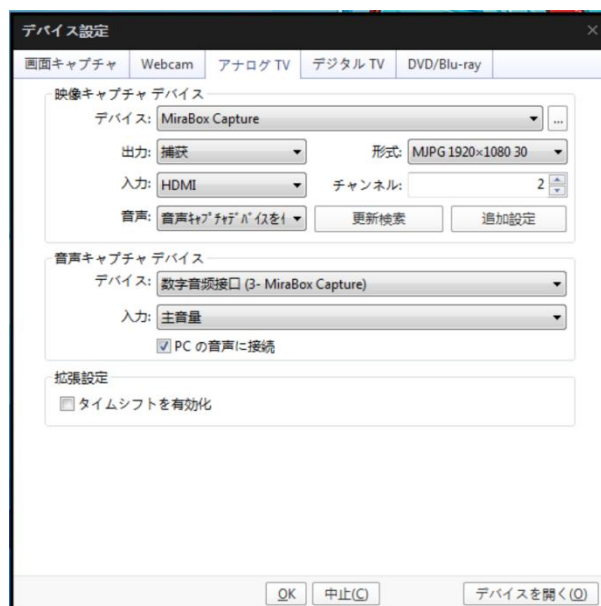 デバイス設定 ×
画面キャプチャ Webcam アナログ TV デジタル TV DVD/Blu-ray
映像キャプチャ デバイス
デバイス: MiraBox Capture ...
出力: 捕获 形式: MJPG 1920×1080 30
入力: HDMI チャンネル: 2
音声: 音声ｷｬﾌﾟﾁｬﾃﾞﾊﾞｲｽを 更新検索 追加設定
音声キャプチャ デバイス
デバイス: 数字音频接口 (3- MiraBox Capture)
入力: 主音量
PC の音声に接続
拡張設定
タイムシフトを有効化
OK 中止(C) デバイスを開く(O)